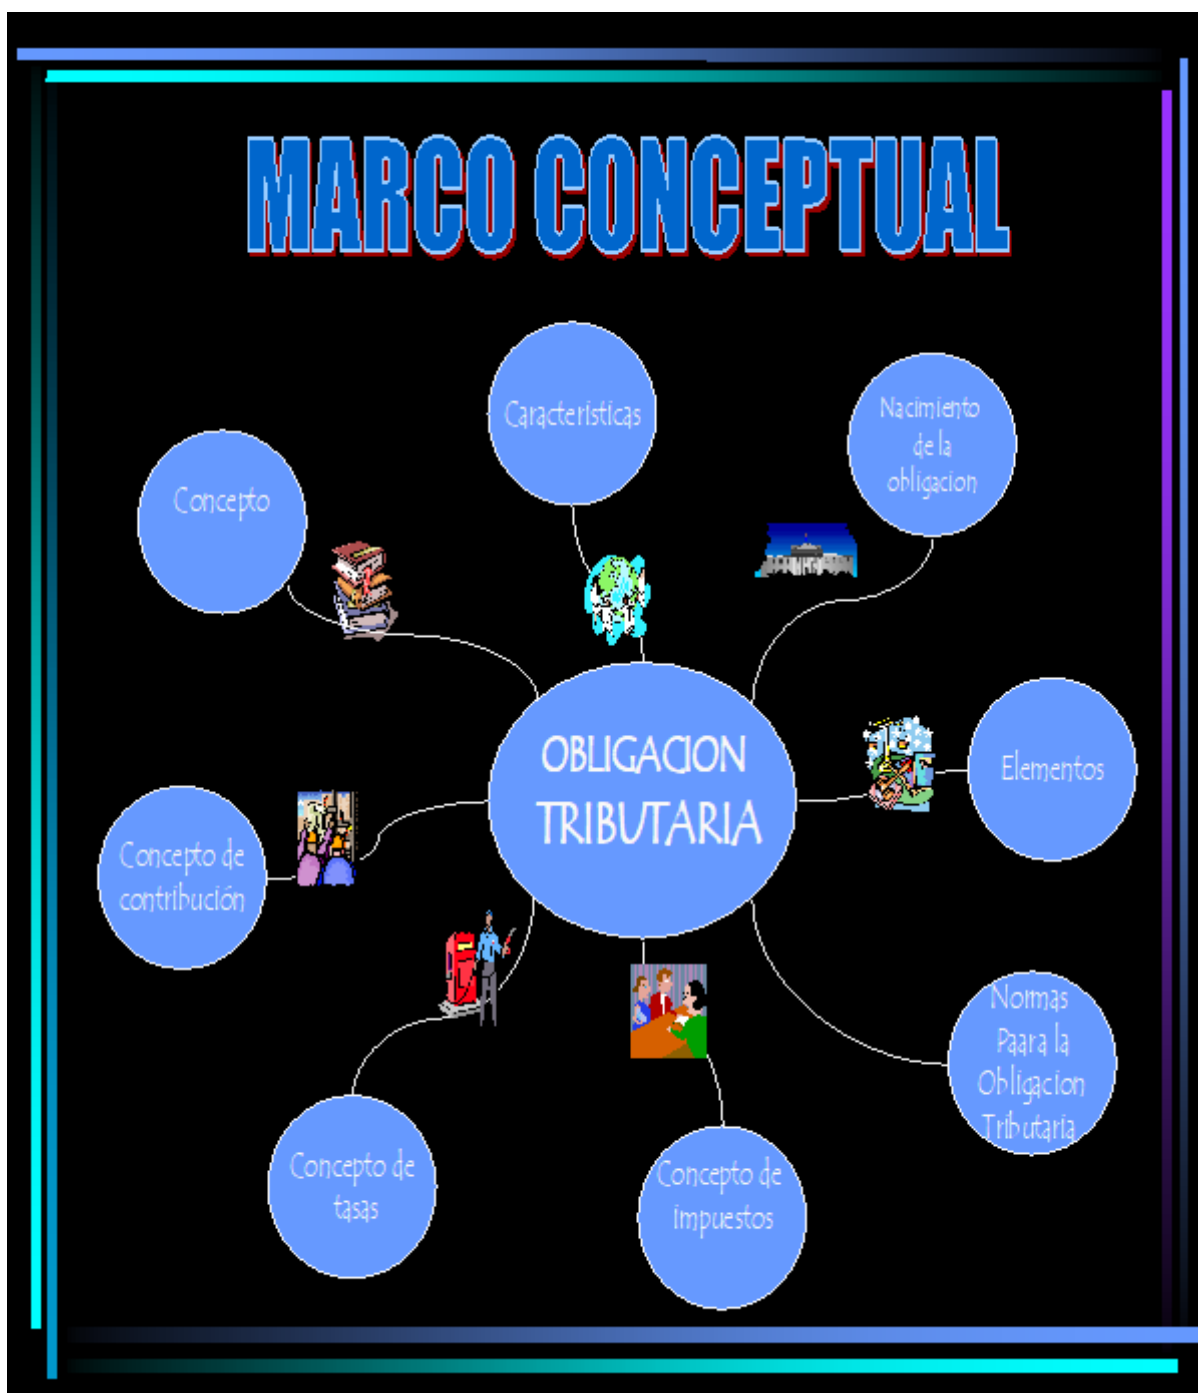 MARCO CONCEPTUAL
Caracteristicas
Nacimiento
de la
obligacion
Concepto
OBLIGACION
TRIBUTARIA
Elementos
Concepto de
contribución
Normas
Paara la
Obligacion
Tributaria
Concepto de
tasas
Concepto de
impuestos